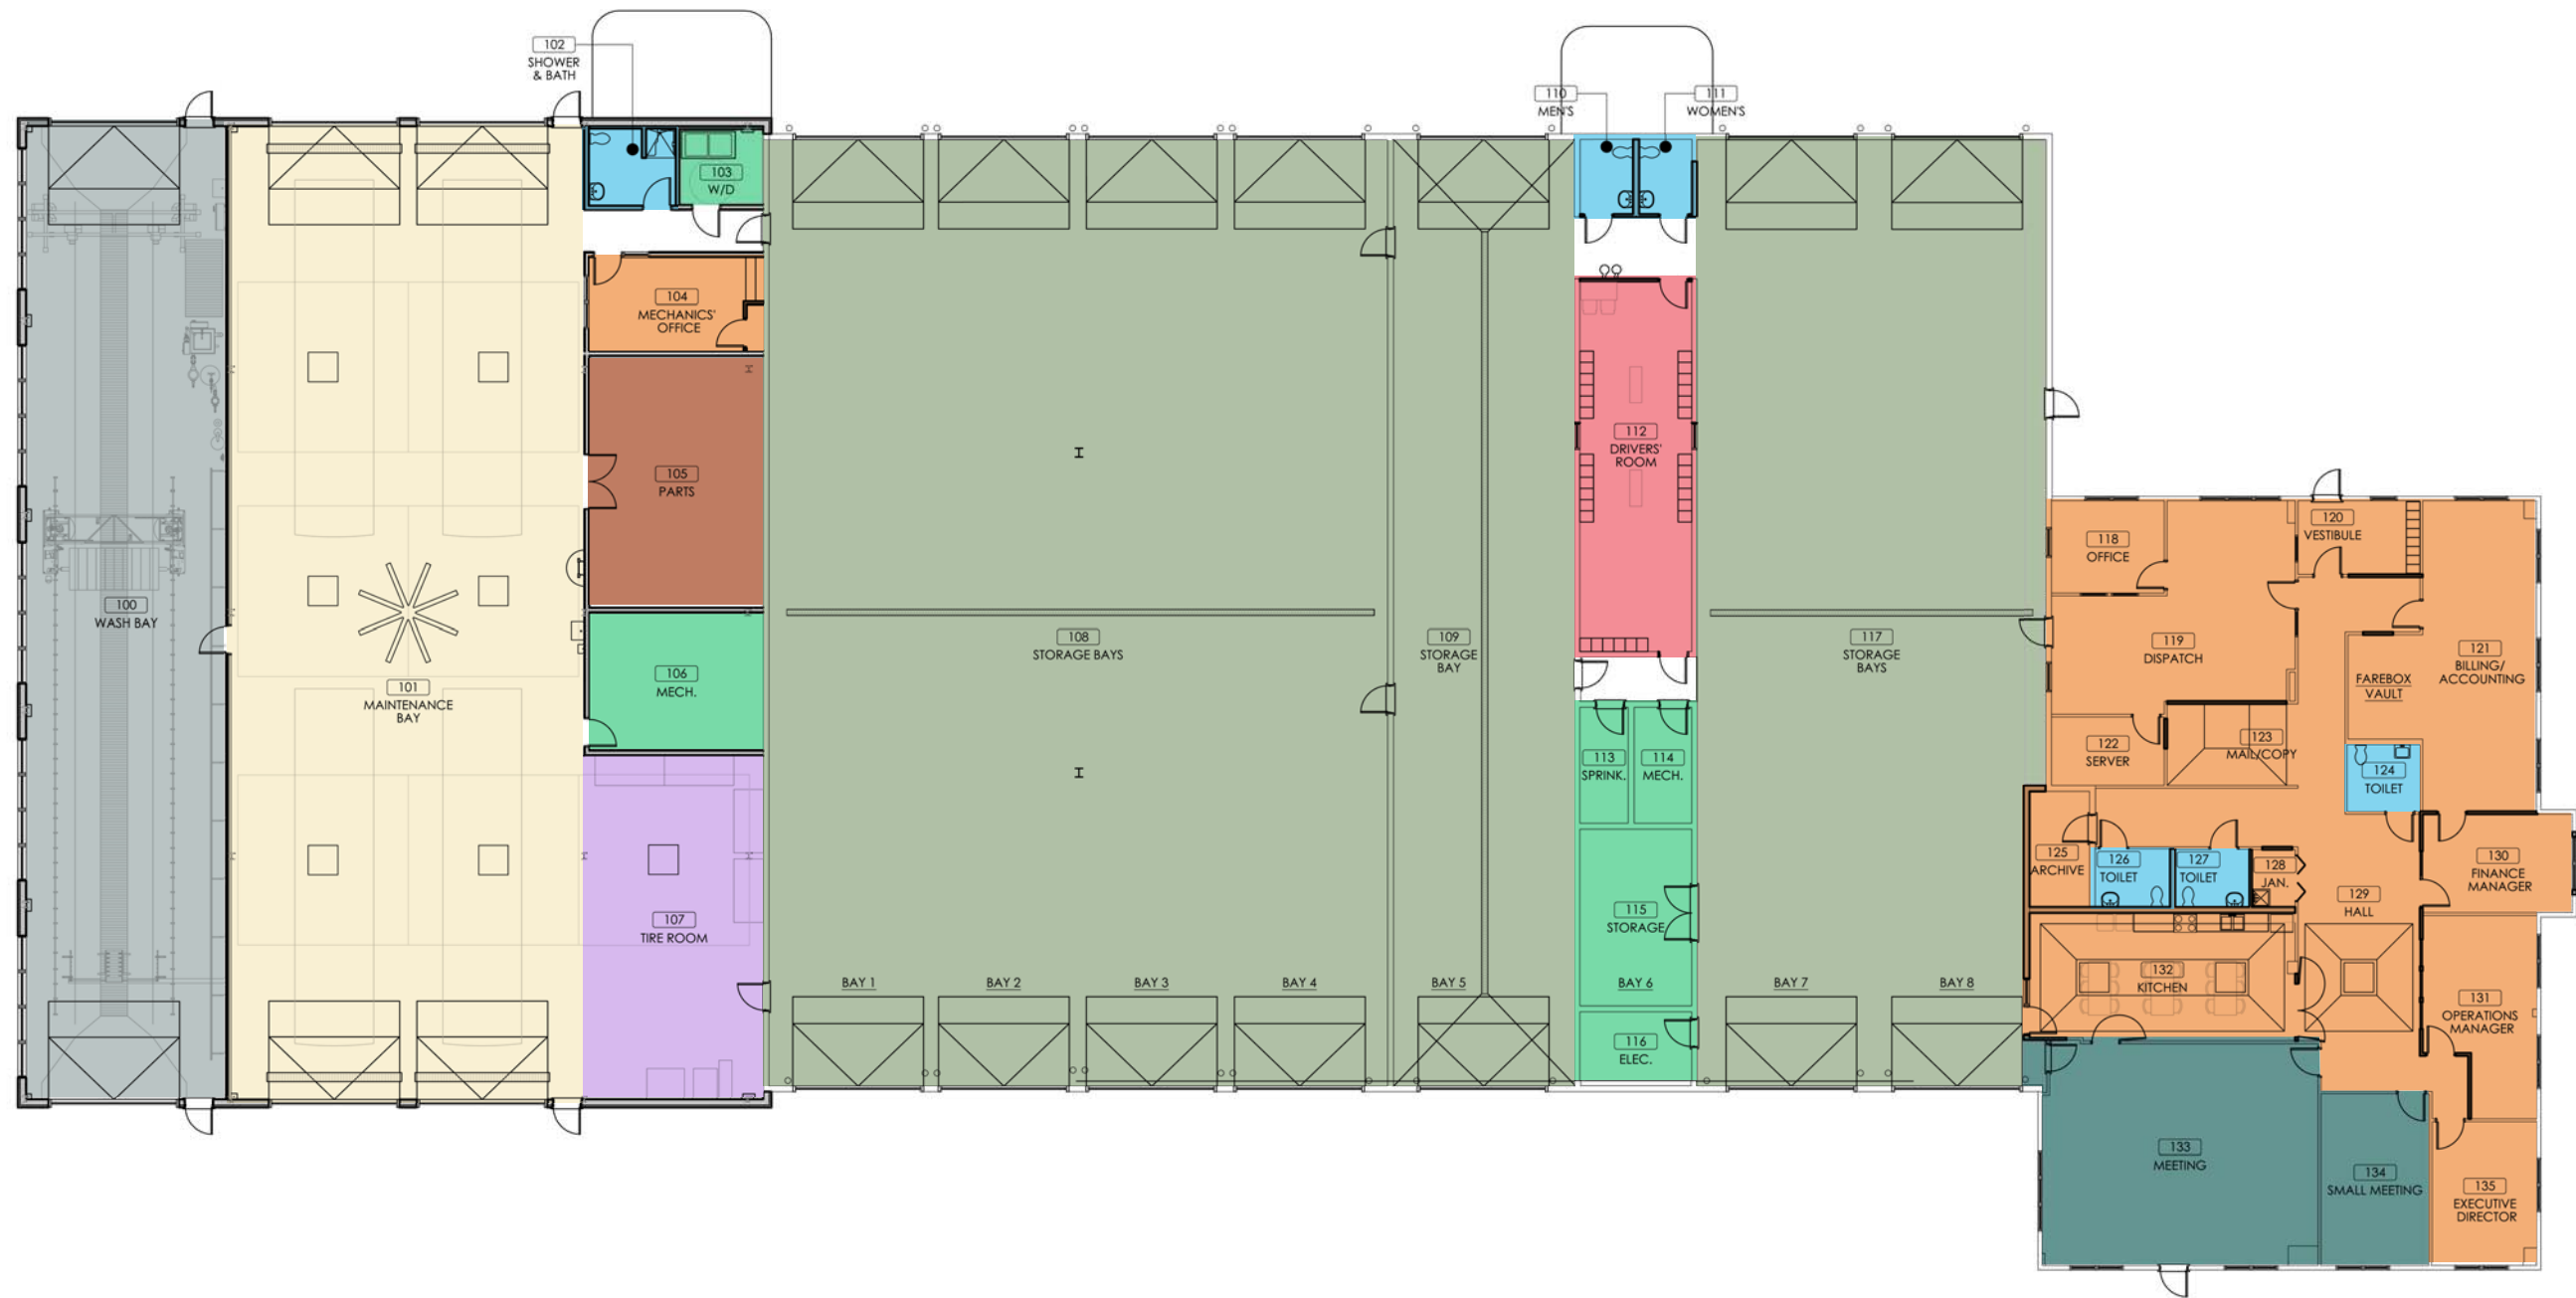 102
SHOWER
& BATH
110
MEN'S
111
WOMEN'S
103
W/D
104
MECHANICS'
OFFICE
105
PARTS
100
WASH BAY
101
MAINTENANCE
BAY
106
MECH.
107
TIRE ROOM
108
STORAGE BAYS
109
STORAGE
BAY
112
DRIVERS'
ROOM
113
SPRINK.
114
MECH.
115
STORAGE
116
ELEC.
117
STORAGE
BAYS
BAY 1
BAY 2
BAY 3
BAY 4
BAY 5
BAY 6
BAY 7
BAY 8
118
OFFICE
119
DISPATCH
120
VESTIBULE
121
BILLING/
ACCOUNTING
FAREBOX
VAULT
122
SERVER
123
MAIL/COPY
124
TOILET
125
ARCHIVE
126
TOILET
127
TOILET
128
JAN.
129
HALL
130
FINANCE
MANAGER
131
OPERATIONS
MANAGER
132
KITCHEN
133
MEETING
134
SMALL MEETING
135
EXECUTIVE
DIRECTOR